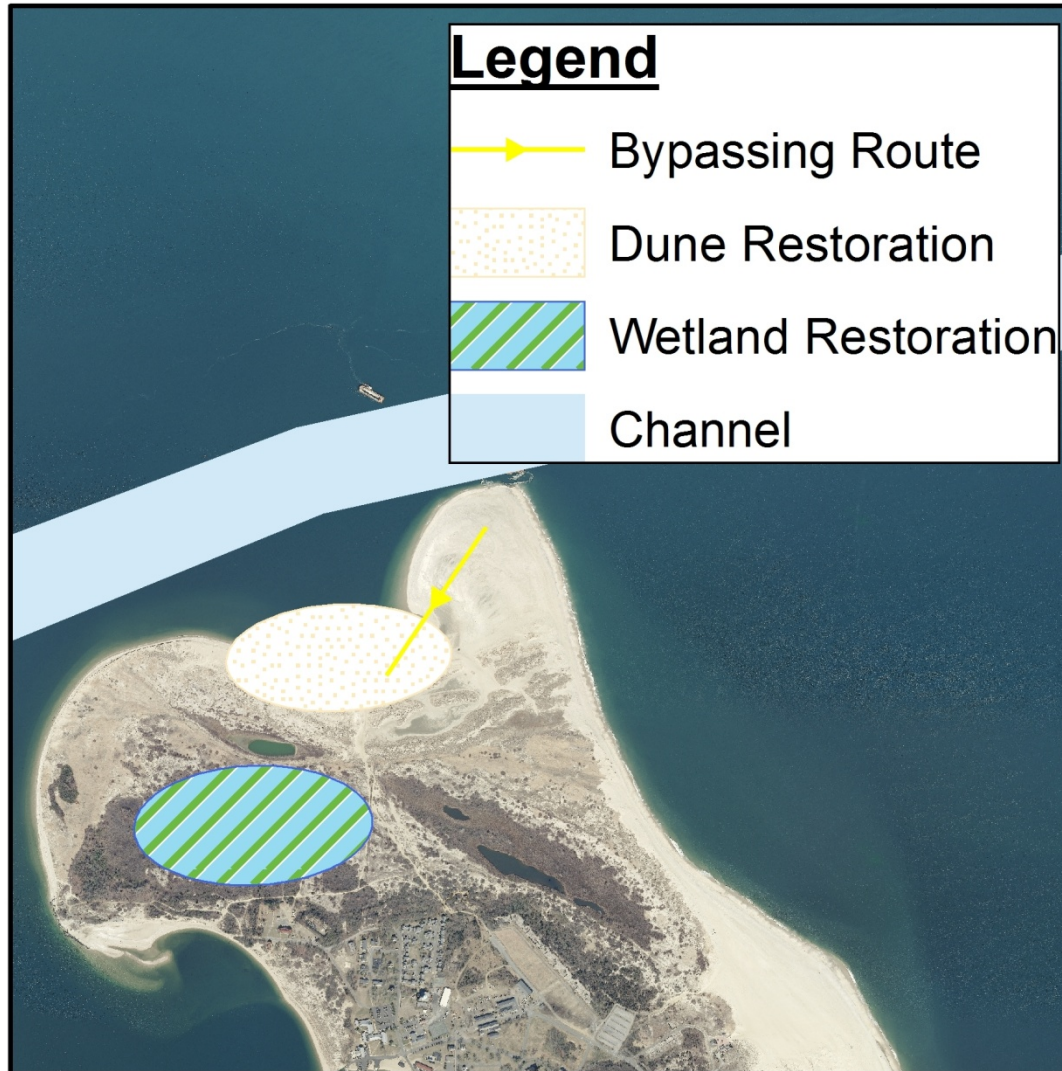 Legend
Bypassing Route
Dune Restoration
Wetland Restoration
Channel